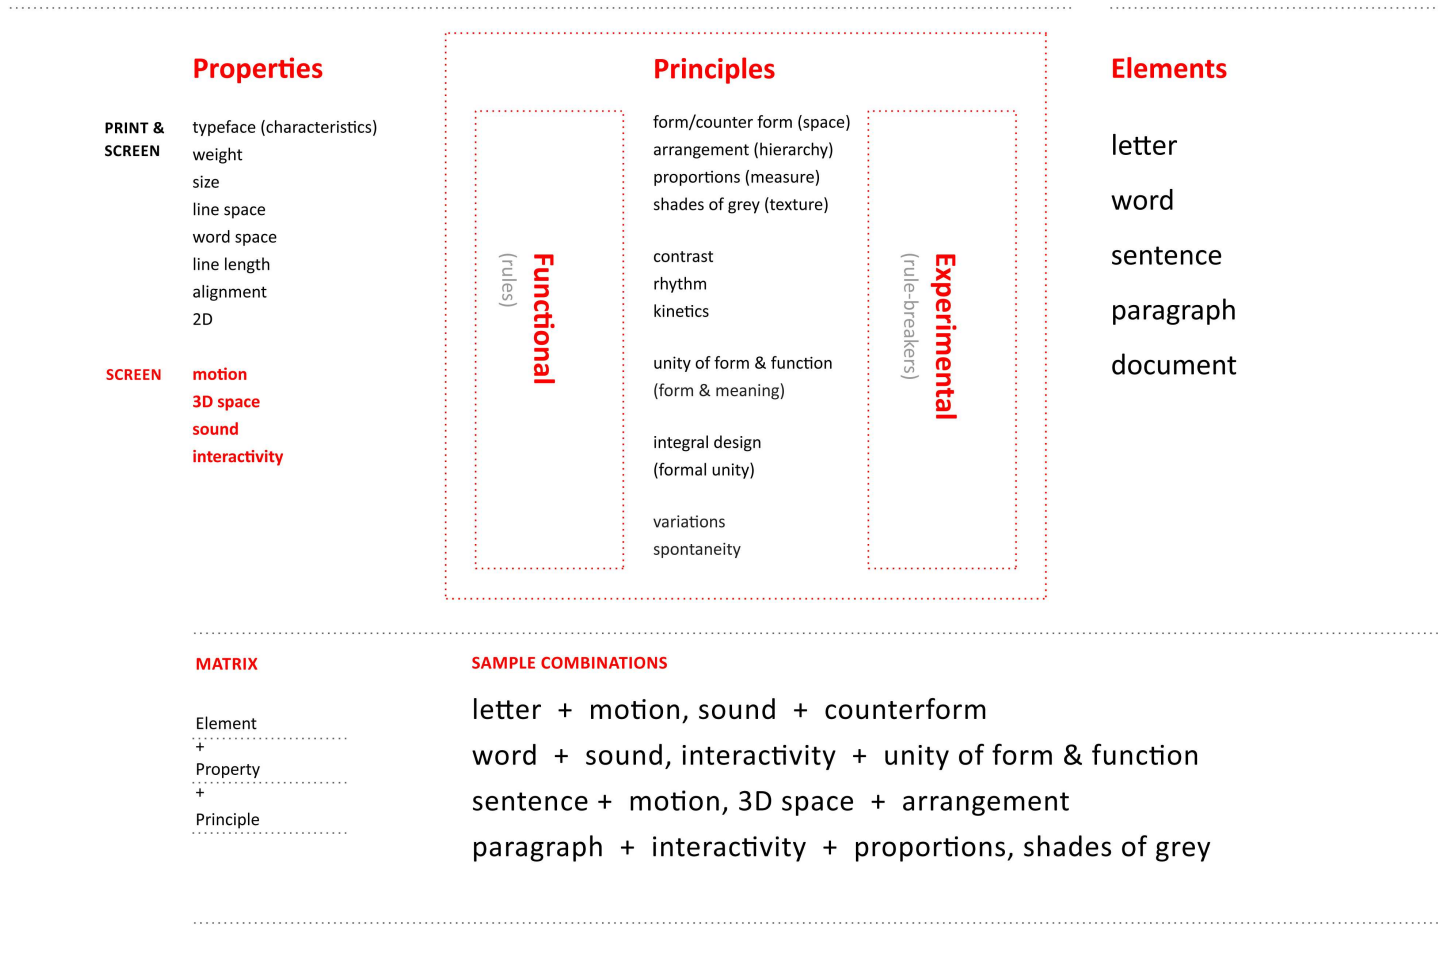 Properties
PRINT &
SCREEN
typeface (characteristics)
weight
size
line space
word space
line length
alignment
2D
SCREEN
motion
3D space
sound
interactivity
Principles
Functional
(rules)
form/counter form (space)
arrangement (hierarchy)
proportions (measure)
shades of grey (texture)
contrast
rhythm
kinetics
unity of form & function
(form & meaning)
integral design
(formal unity)
variations
spontaneity
Experimental
(rule-breakers)
Elements
letter
word
sentence
paragraph
document
MATRIX
Element
+
Property
+
Principle
SAMPLE COMBINATIONS
letter + motion, sound + counterform
word + sound, interactivity + unity of form & function
sentence + motion, 3D space + arrangement
paragraph + interactivity + proportions, shades of grey